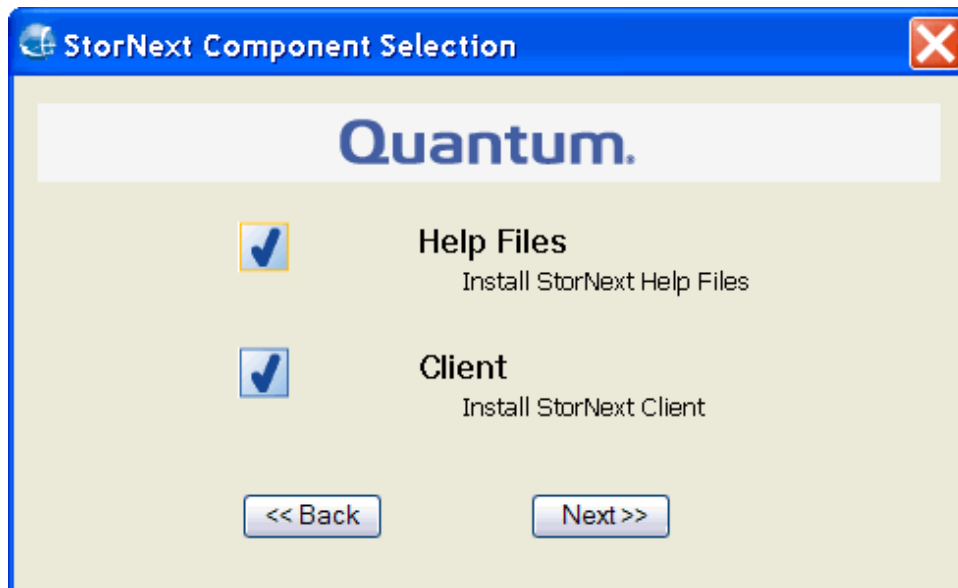 StorNext Component Selection
Quantum®
Help Files
Install StorNext Help Files
Client
Install StorNext Client
<< Back
Next >>